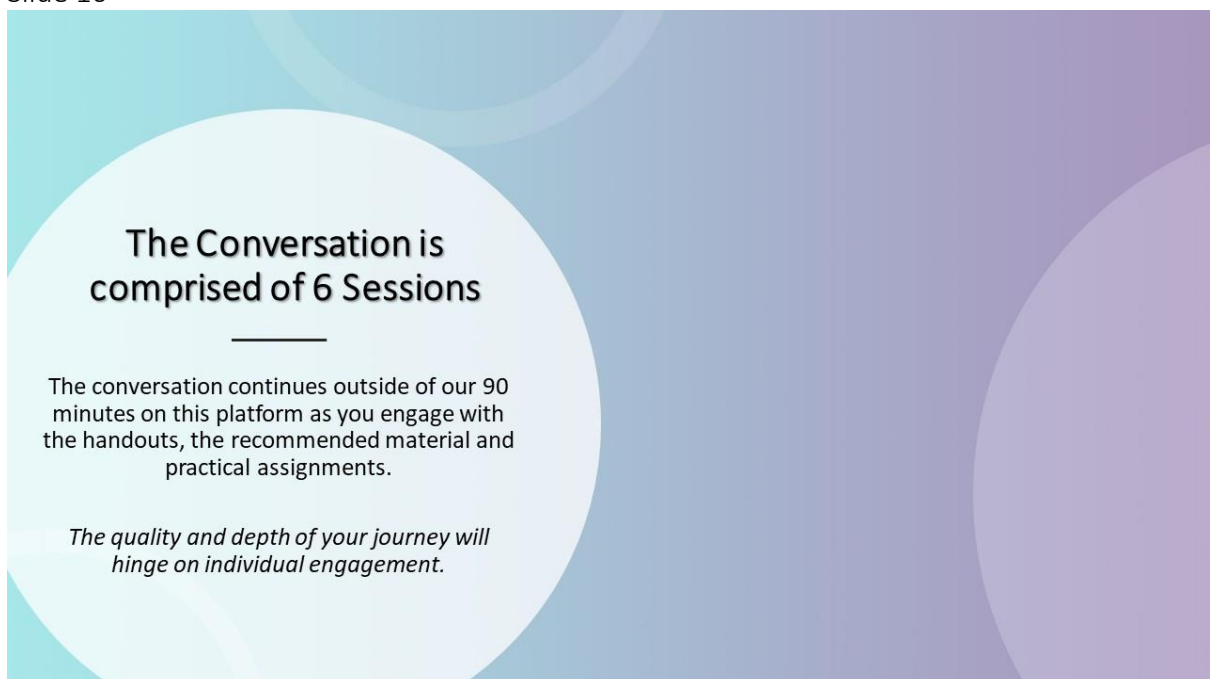 The Conversation is
comprised of 6 Sessions
The conversation continues outside of our 90
minutes on this platform as you engage with
the handouts, the recommended material and
practical assignments.
The quality and depth of your journey will
hinge on individual engagement.